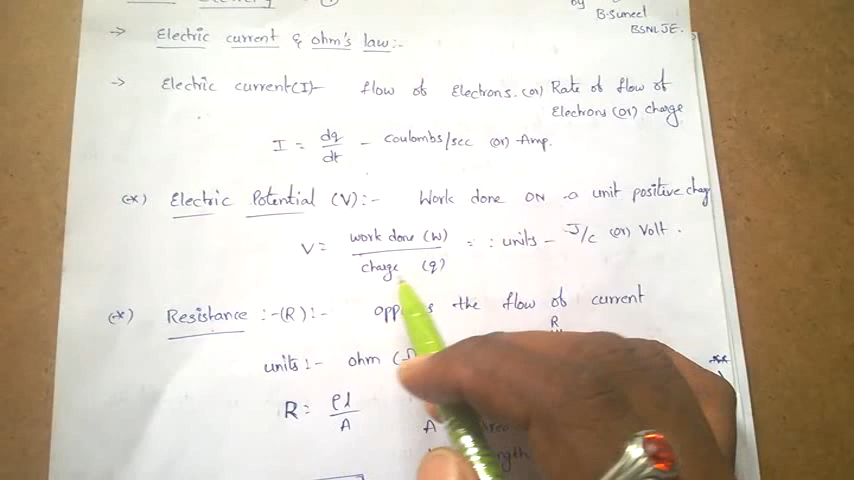 by
B.Suneel
BSNL JE.
→ Electric current & ohm's law:-
→ Electric current(I)- flow of Electrons. (or) Rate of flow of
Electrons (or) charge
I = dq/dt - coulombs/sec (or) Amp.
(*) Electric Potential (V):- Work done ON a unit positive charge
V = work done (W) / charge (q) = : units - J/c (or) Volt.
(*) Resistance :-(R):- the flow of current
R
units:- ohm (Ω
R = ρl/A
A